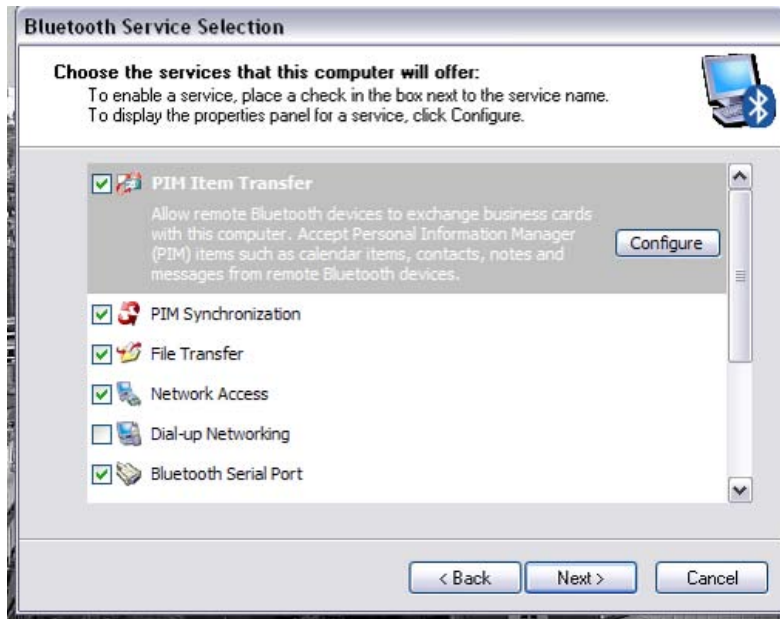 Bluetooth Service Selection
Choose the services that this computer will offer:
To enable a service, place a check in the box next to the service name.
To display the properties panel for a service, click Configure.
PIM Item Transfer
Allow remote Bluetooth devices to exchange business cards
with this computer. Accept Personal Information Manager
(PIM) items such as calendar items, contacts, notes and
messages from remote Bluetooth devices.
Configure
PIM Synchronization
File Transfer
Network Access
Dial-up Networking
Bluetooth Serial Port
< Back
Next >
Cancel